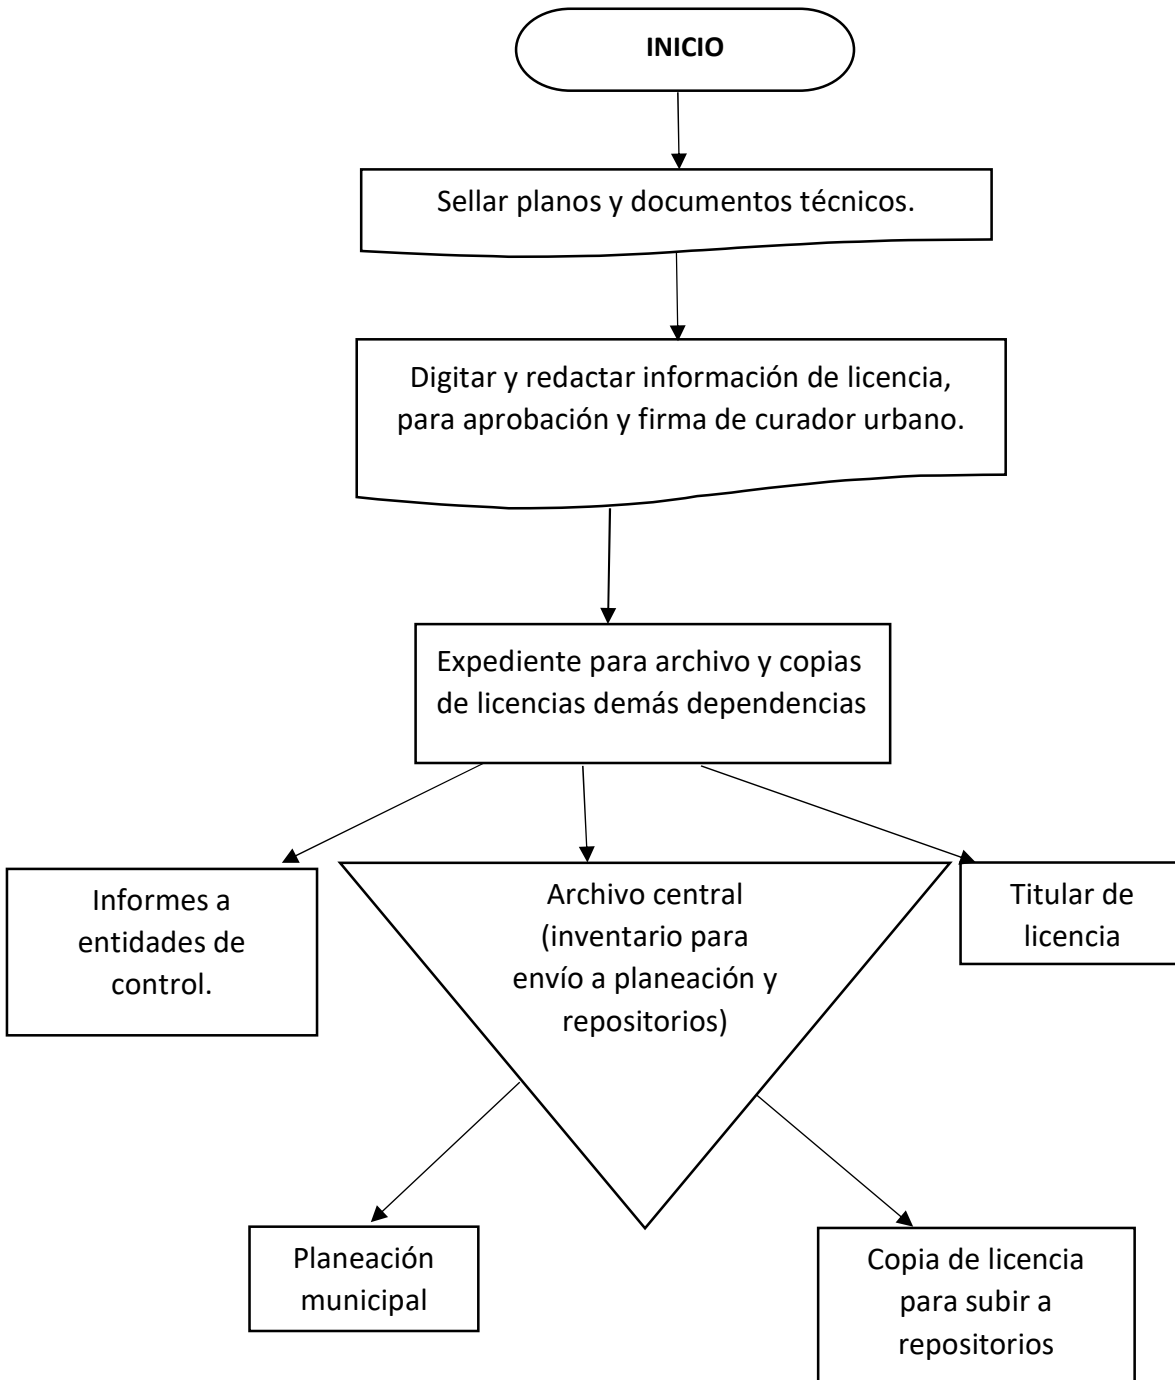 INICIO
Sellar planos y documentos técnicos.
Digitar y redactar información de licencia,
para aprobación y firma de curador urbano.
Expediente para archivo y copias
de licencias demás dependencias
Informes a
entidades de
control.
Archivo central
(inventario para
envío a planeación y
repositorios)
Titular de
licencia
Planeación
municipal
Copia de licencia
para subir a
repositorios